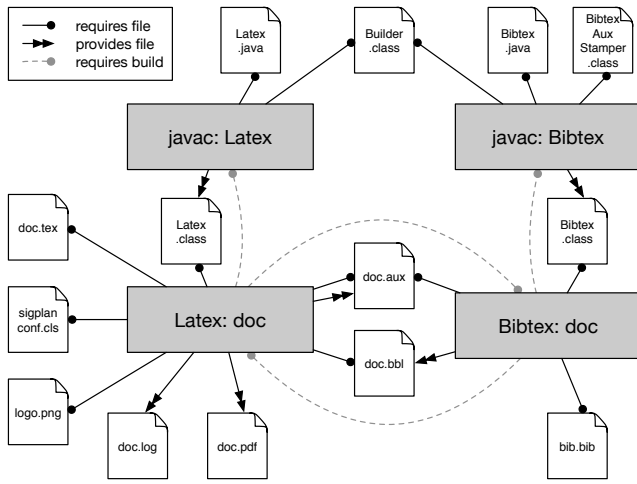 requires file
provides file
requires build
Latex
.java
Builder
.class
Bibtex
.java
Bibtex
Aux
Stamper
.class
javac: Latex
javac: Bibtex
Latex
.class
Bibtex
.class
doc.tex
doc.aux
sigplan
conf.cls
Latex: doc
Bibtex: doc
doc.bbl
logo.png
doc.log
doc.pdf
bib.bib